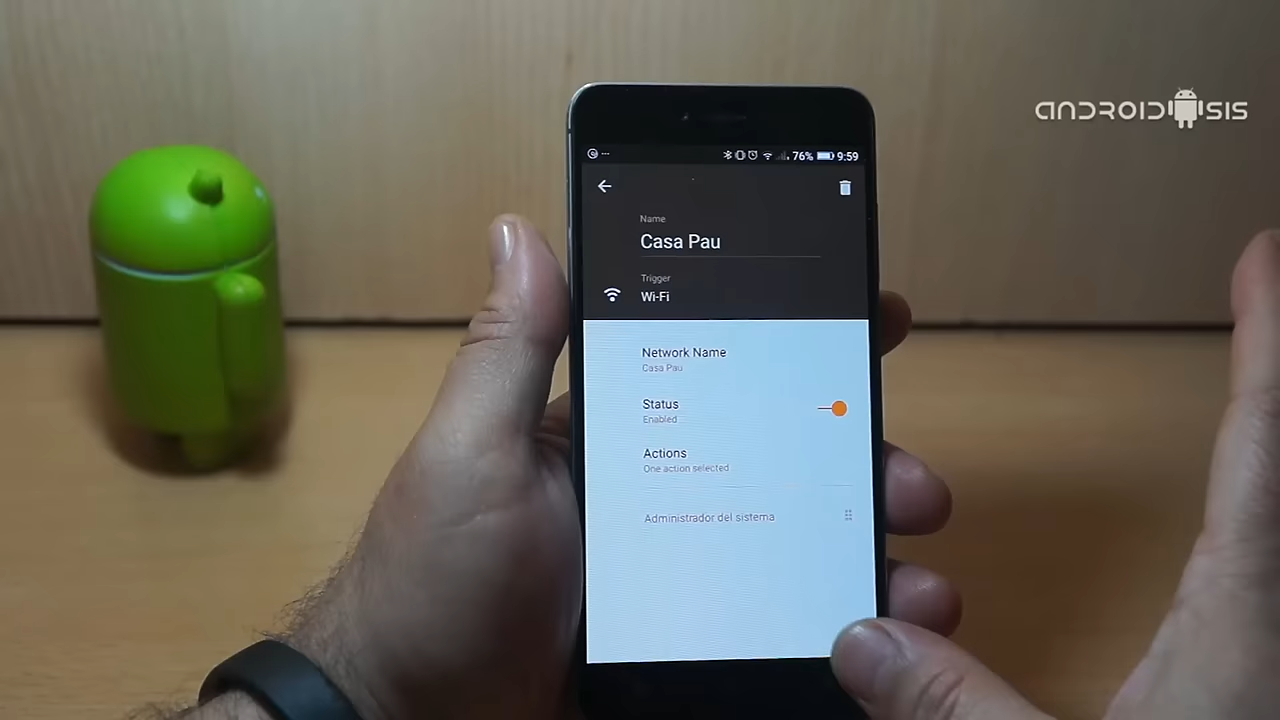 ANDROIDSIS
76% 9:59
Name
Casa Pau
Trigger
Wi-Fi
Network Name
Casa Pau
Status
Enabled
Actions
One action selected
Administrador del sistema